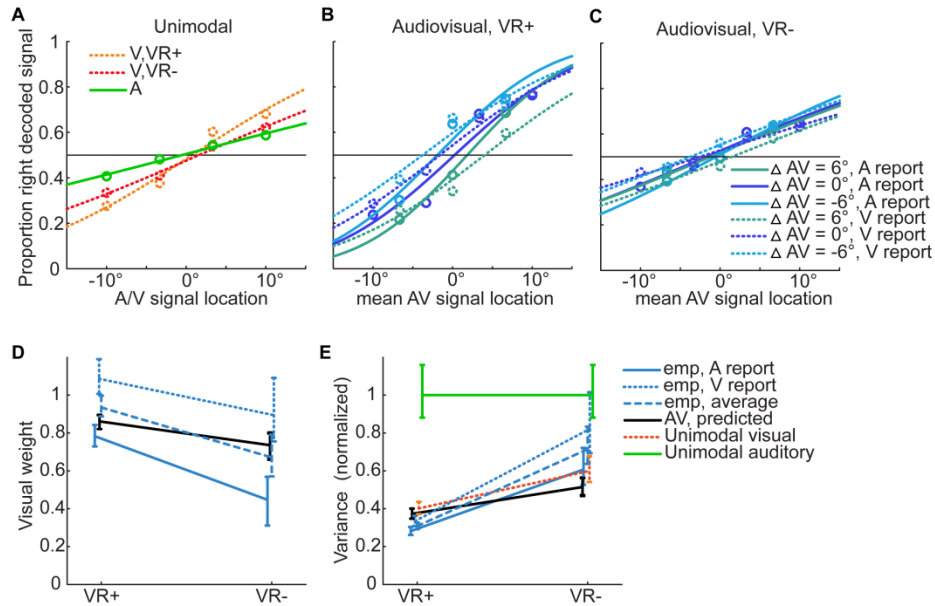 A
Unimodal
B
Audiovisual, VR+
C
Audiovisual, VR-
Proportion right decoded signal
1
0.8
0.6
0.4
0.2
0
V,VR+
V,VR-
A
-10° 0° 10°
A/V signal location
-10° 0° 10°
mean AV signal location
-10° 0° 10°
mean AV signal location
Δ AV = 6°, A report
Δ AV = 0°, A report
Δ AV = -6°, A report
Δ AV = 6°, V report
Δ AV = 0°, V report
Δ AV = -6°, V report
D
Visual weight
1
0.8
0.6
0.4
0.2
0
VR+ VR-
E
Variance (normalized)
1
0.8
0.6
0.4
0.2
0
VR+ VR-
emp, A report
emp, V report
emp, average
AV, predicted
Unimodal visual
Unimodal auditory